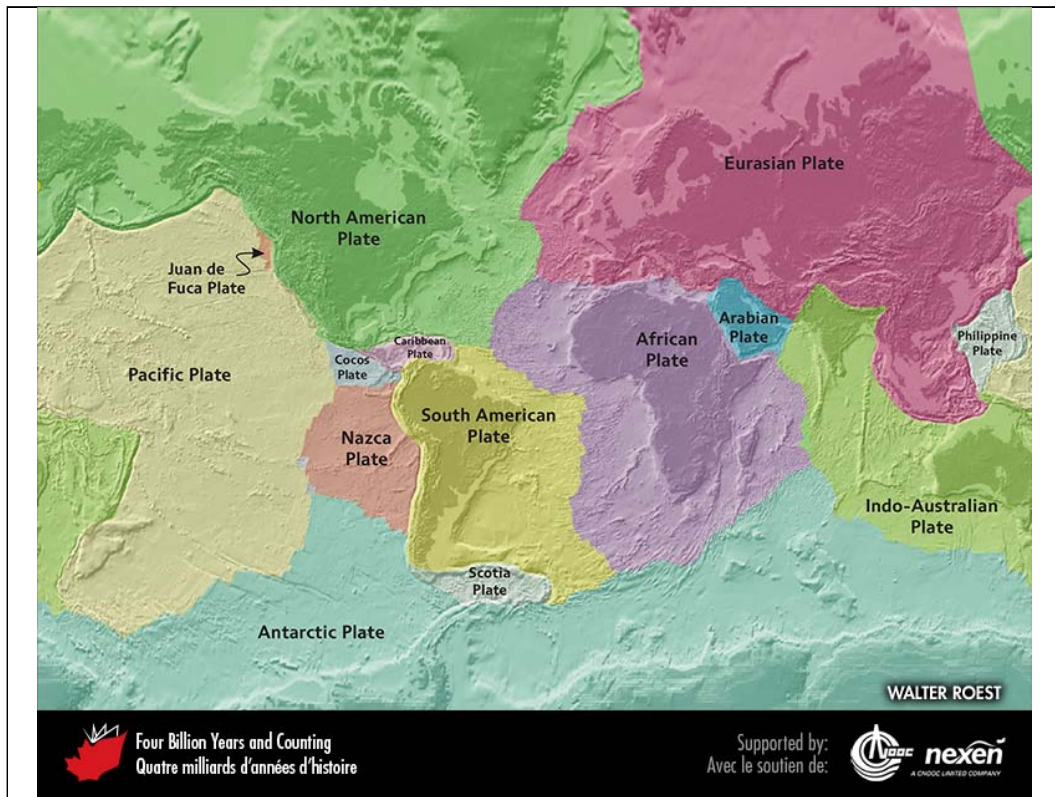 Eurasian Plate
North American
Plate
Juan de
Fuca Plate
Caribbean
Plate
Cocos
Plate
Pacific Plate
African
Plate
Arabian
Plate
Philippine
Plate
South American
Plate
Nazca
Plate
Indo-Australian
Plate
Scotia
Plate
Antarctic Plate
WALTER ROEST
Four Billion Years and Counting
Quatre milliards d'années d'histoire
Supported by:
Avec le soutien de:
CNOOC
nexen
A CNOOC LIMITED COMPANY